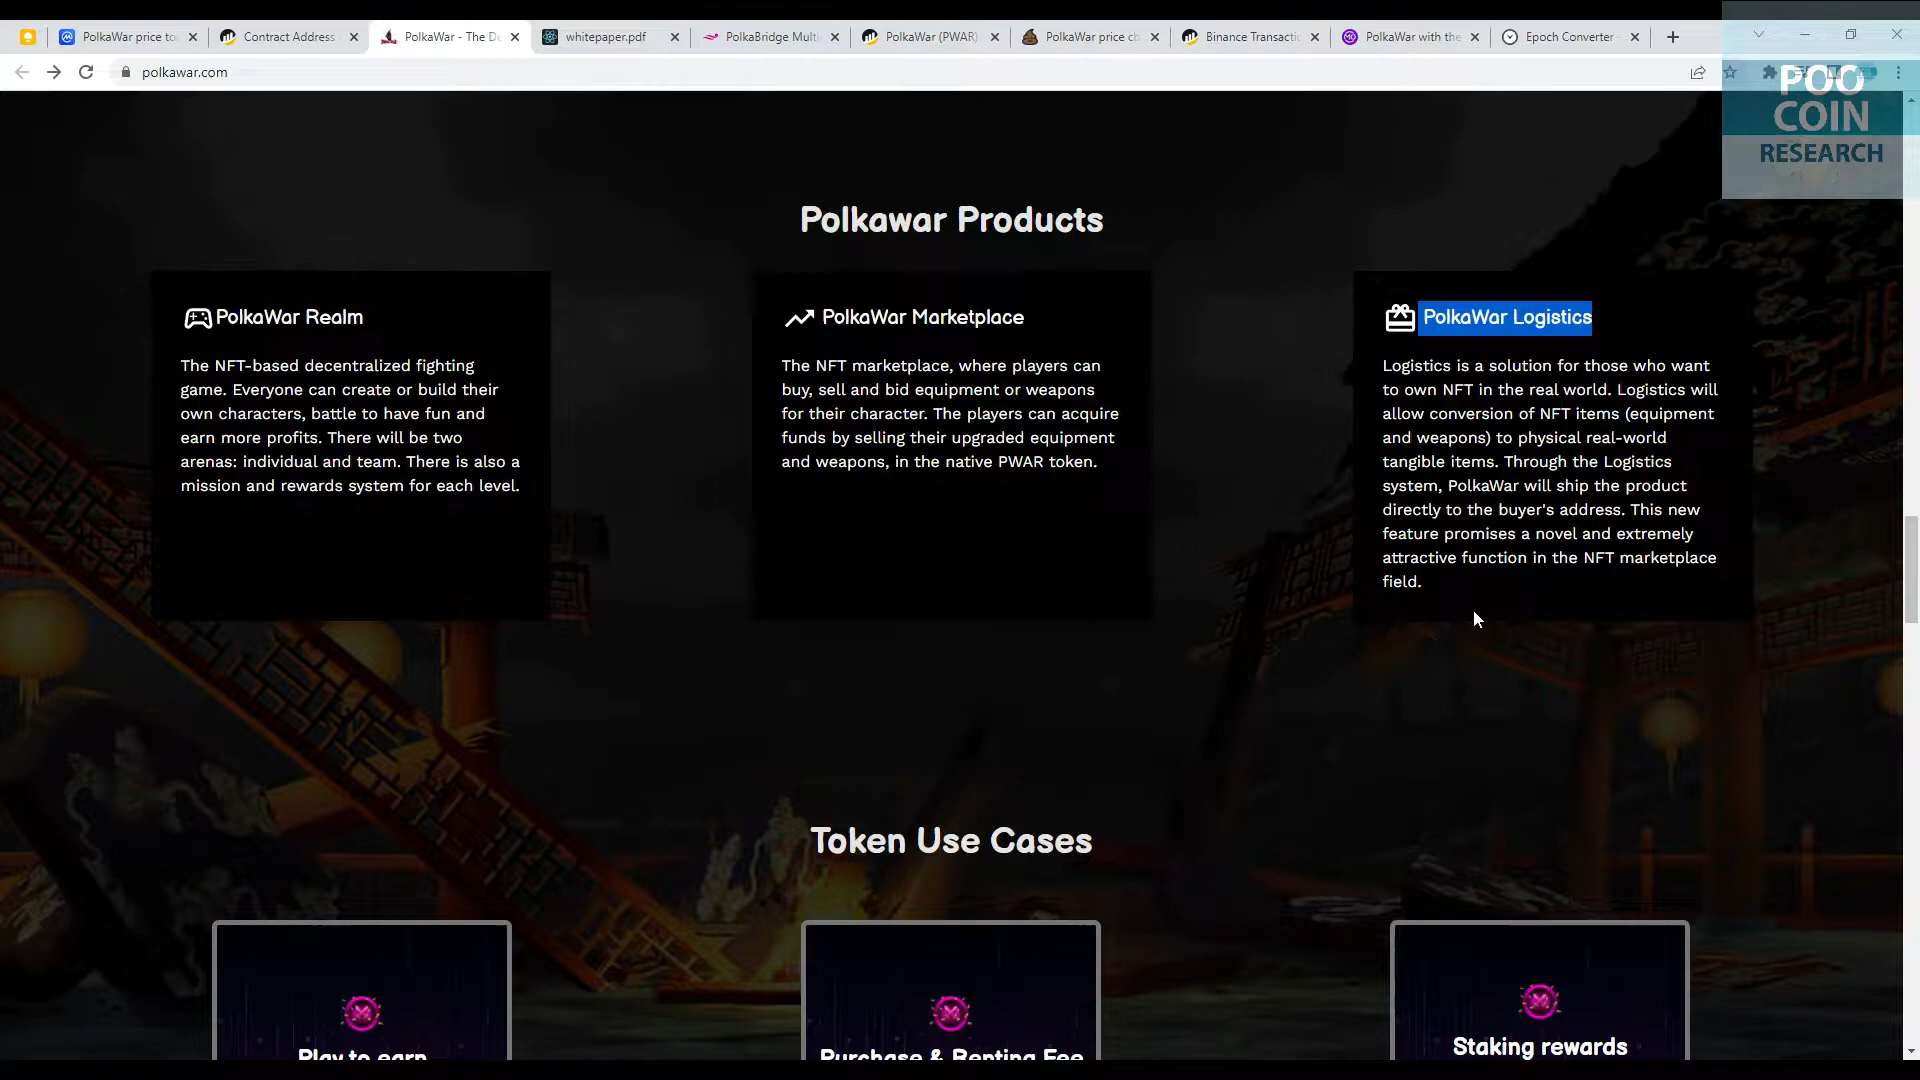 PolkaWar price to
Contract Address
PolkaWar - The De
whitepaper.pdf
PolkaBridge Multi
PolkaWar (PWAR)
PolkaWar price ch
Binance Transactio
PolkaWar with the
Epoch Converter
polkawar.com
POO
COIN
RESEARCH
Polkawar Products
PolkaWar Realm
The NFT-based decentralized fighting
game. Everyone can create or build their
own characters, battle to have fun and
earn more profits. There will be two
arenas: individual and team. There is also a
mission and rewards system for each level.
PolkaWar Marketplace
The NFT marketplace, where players can
buy, sell and bid equipment or weapons
for their character. The players can acquire
funds by selling their upgraded equipment
and weapons, in the native PWAR token.
PolkaWar Logistics
Logistics is a solution for those who want
to own NFT in the real world. Logistics will
allow conversion of NFT items (equipment
and weapons) to physical real-world
tangible items. Through the Logistics
system, PolkaWar will ship the product
directly to the buyer's address. This new
feature promises a novel and extremely
attractive function in the NFT marketplace
field.
Token Use Cases
Play to earn
Purchase & Renting Fee
Staking rewards